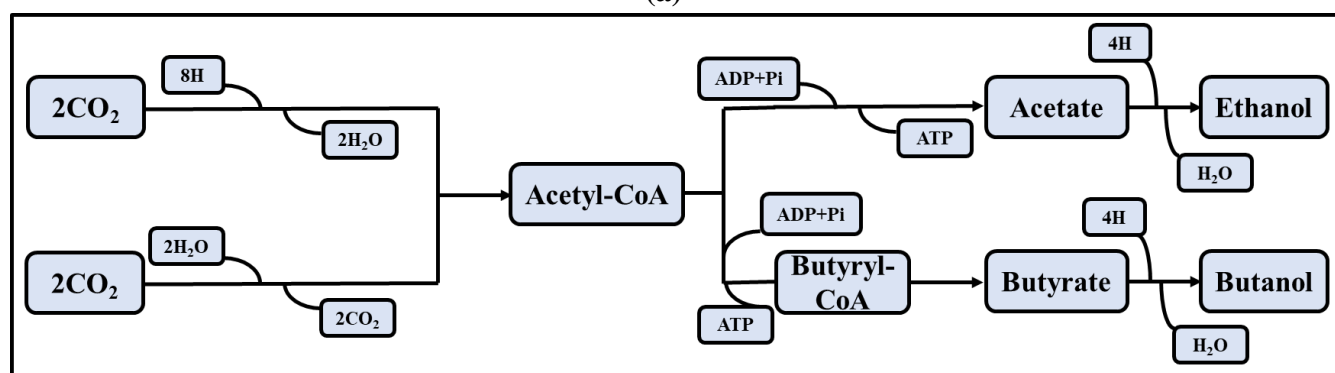 (a)
8H
4H
2CO₂
ADP+Pi
Acetate
Ethanol
2H₂O
ATP
H₂O
Acetyl-CoA
ADP+Pi
4H
2H₂O
2CO₂
Butyryl-
CoA
Butyrate
Butanol
2CO₂
ATP
H₂O